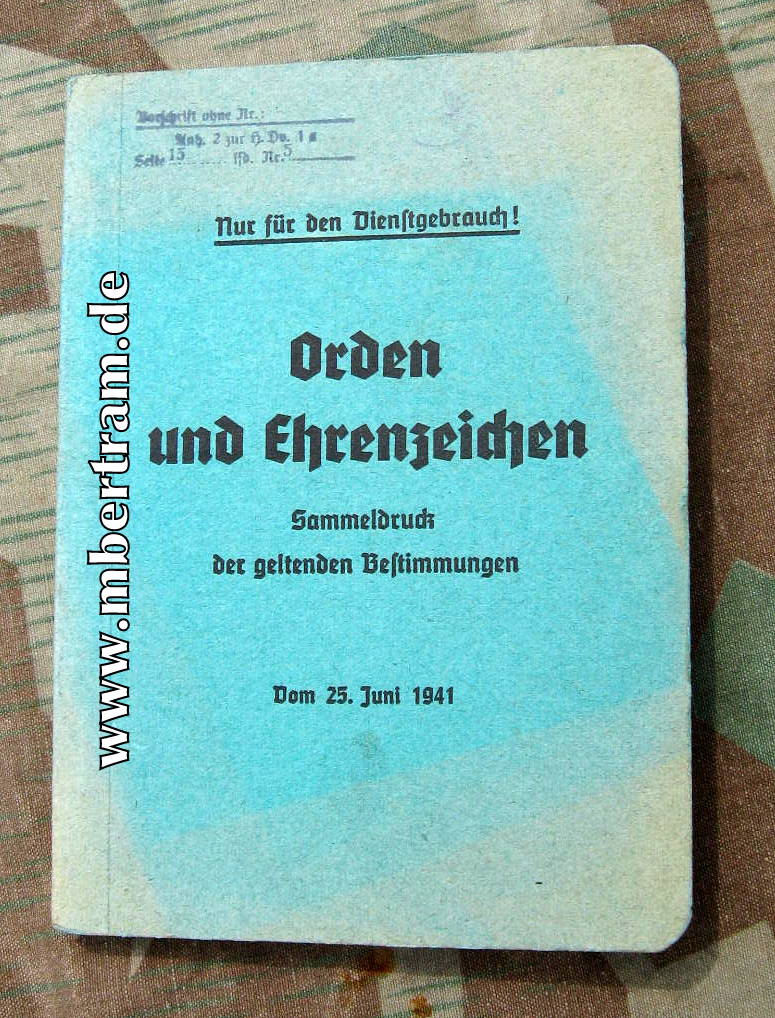 Vorschrift ohne Nr.:
Anh. 2 zur H. Dv. 1 a
Seite 15 lfd. Nr. 5
Nur für den Dienſtgebrauch!
Orden
und Ehrenzeichen
Sammeldruck
der geltenden Beſtimmungen
Vom 25. Juni 1941
www.mbertram.de